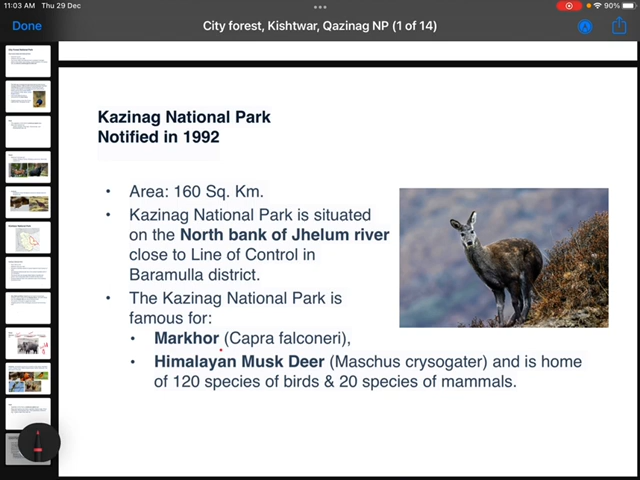 11:03 AM Thu 29 Dec
90%
Done
City forest, Kishtwar, Qazinag NP (1 of 14)
Kazinag National Park
Notified in 1992
• Area: 160 Sq. Km.
• Kazinag National Park is situated
on the North bank of Jhelum river
close to Line of Control in
Baramulla district.
• The Kazinag National Park is
famous for:
• Markhor (Capra falconeri),
• Himalayan Musk Deer (Maschus crysogater) and is home
of 120 species of birds & 20 species of mammals.